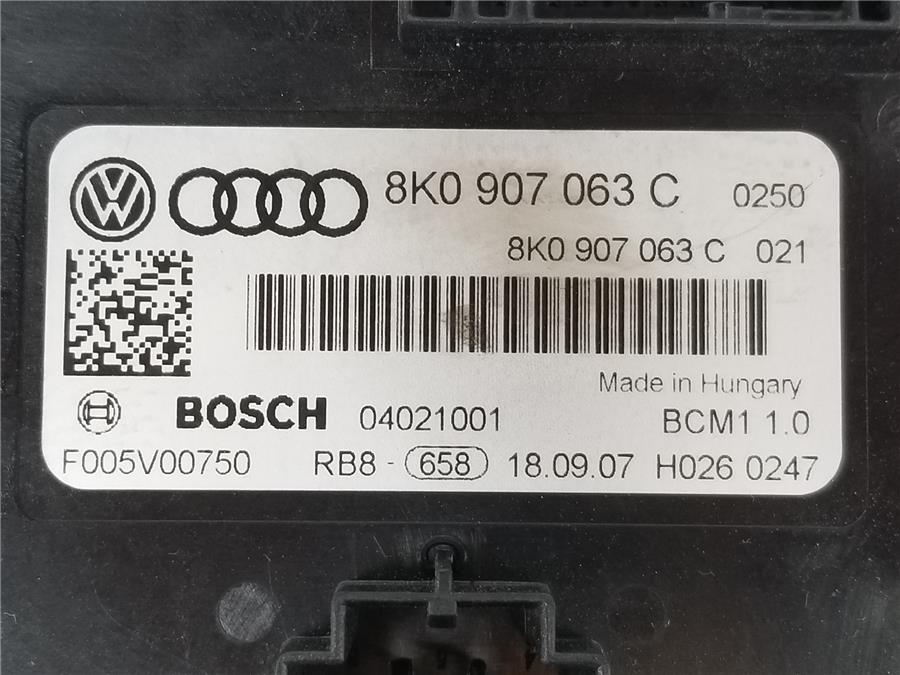 8K0 907 063 C 0250
8K0 907 063 C 021
Made in Hungary
BOSCH 04021001 BCM1 1.0
F005V00750 RB8 - 658 18.09.07 H026 0247